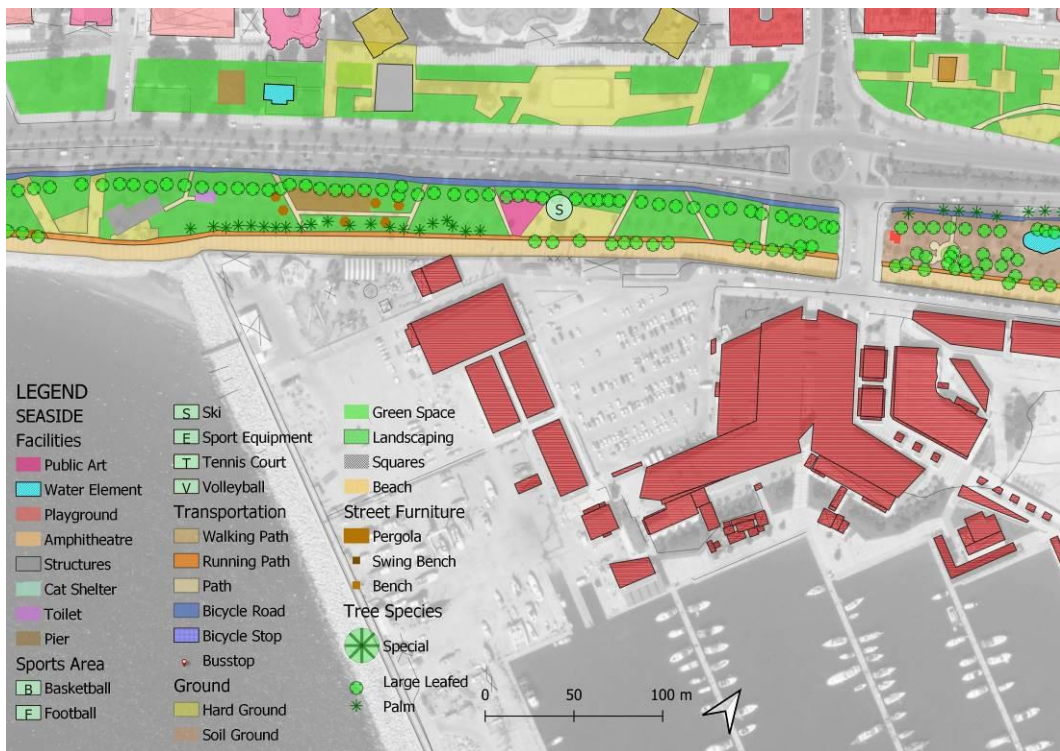 S
LEGEND
SEASIDE
Facilities
Public Art
Water Element
Playground
Amphitheatre
Structures
Cat Shelter
Toilet
Pier
Sports Area
B Basketball
F Football
S Ski
E Sport Equipment
T Tennis Court
V Volleyball
Transportation
Walking Path
Running Path
Path
Bicycle Road
Bicycle Stop
Busstop
Ground
Hard Ground
Soil Ground
Green Space
Landscaping
Squares
Beach
Street Furniture
Pergola
Swing Bench
Bench
Tree Species
Special
Large Leafed
Palm
0 50 100 m